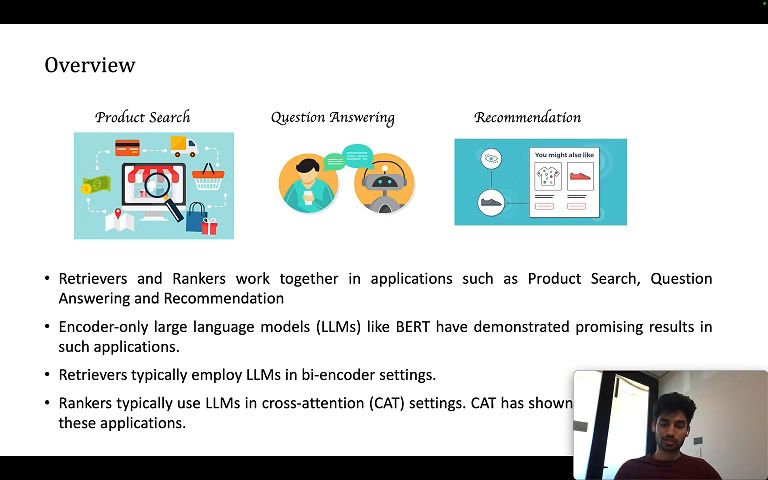 Overview
Product Search
Question Answering
Recommendation
You might also like
• Retrievers and Rankers work together in applications such as Product Search, Question
Answering and Recommendation
• Encoder-only large language models (LLMs) like BERT have demonstrated promising results in
such applications.
• Retrievers typically employ LLMs in bi-encoder settings.
• Rankers typically use LLMs in cross-attention (CAT) settings. CAT has shown
these applications.